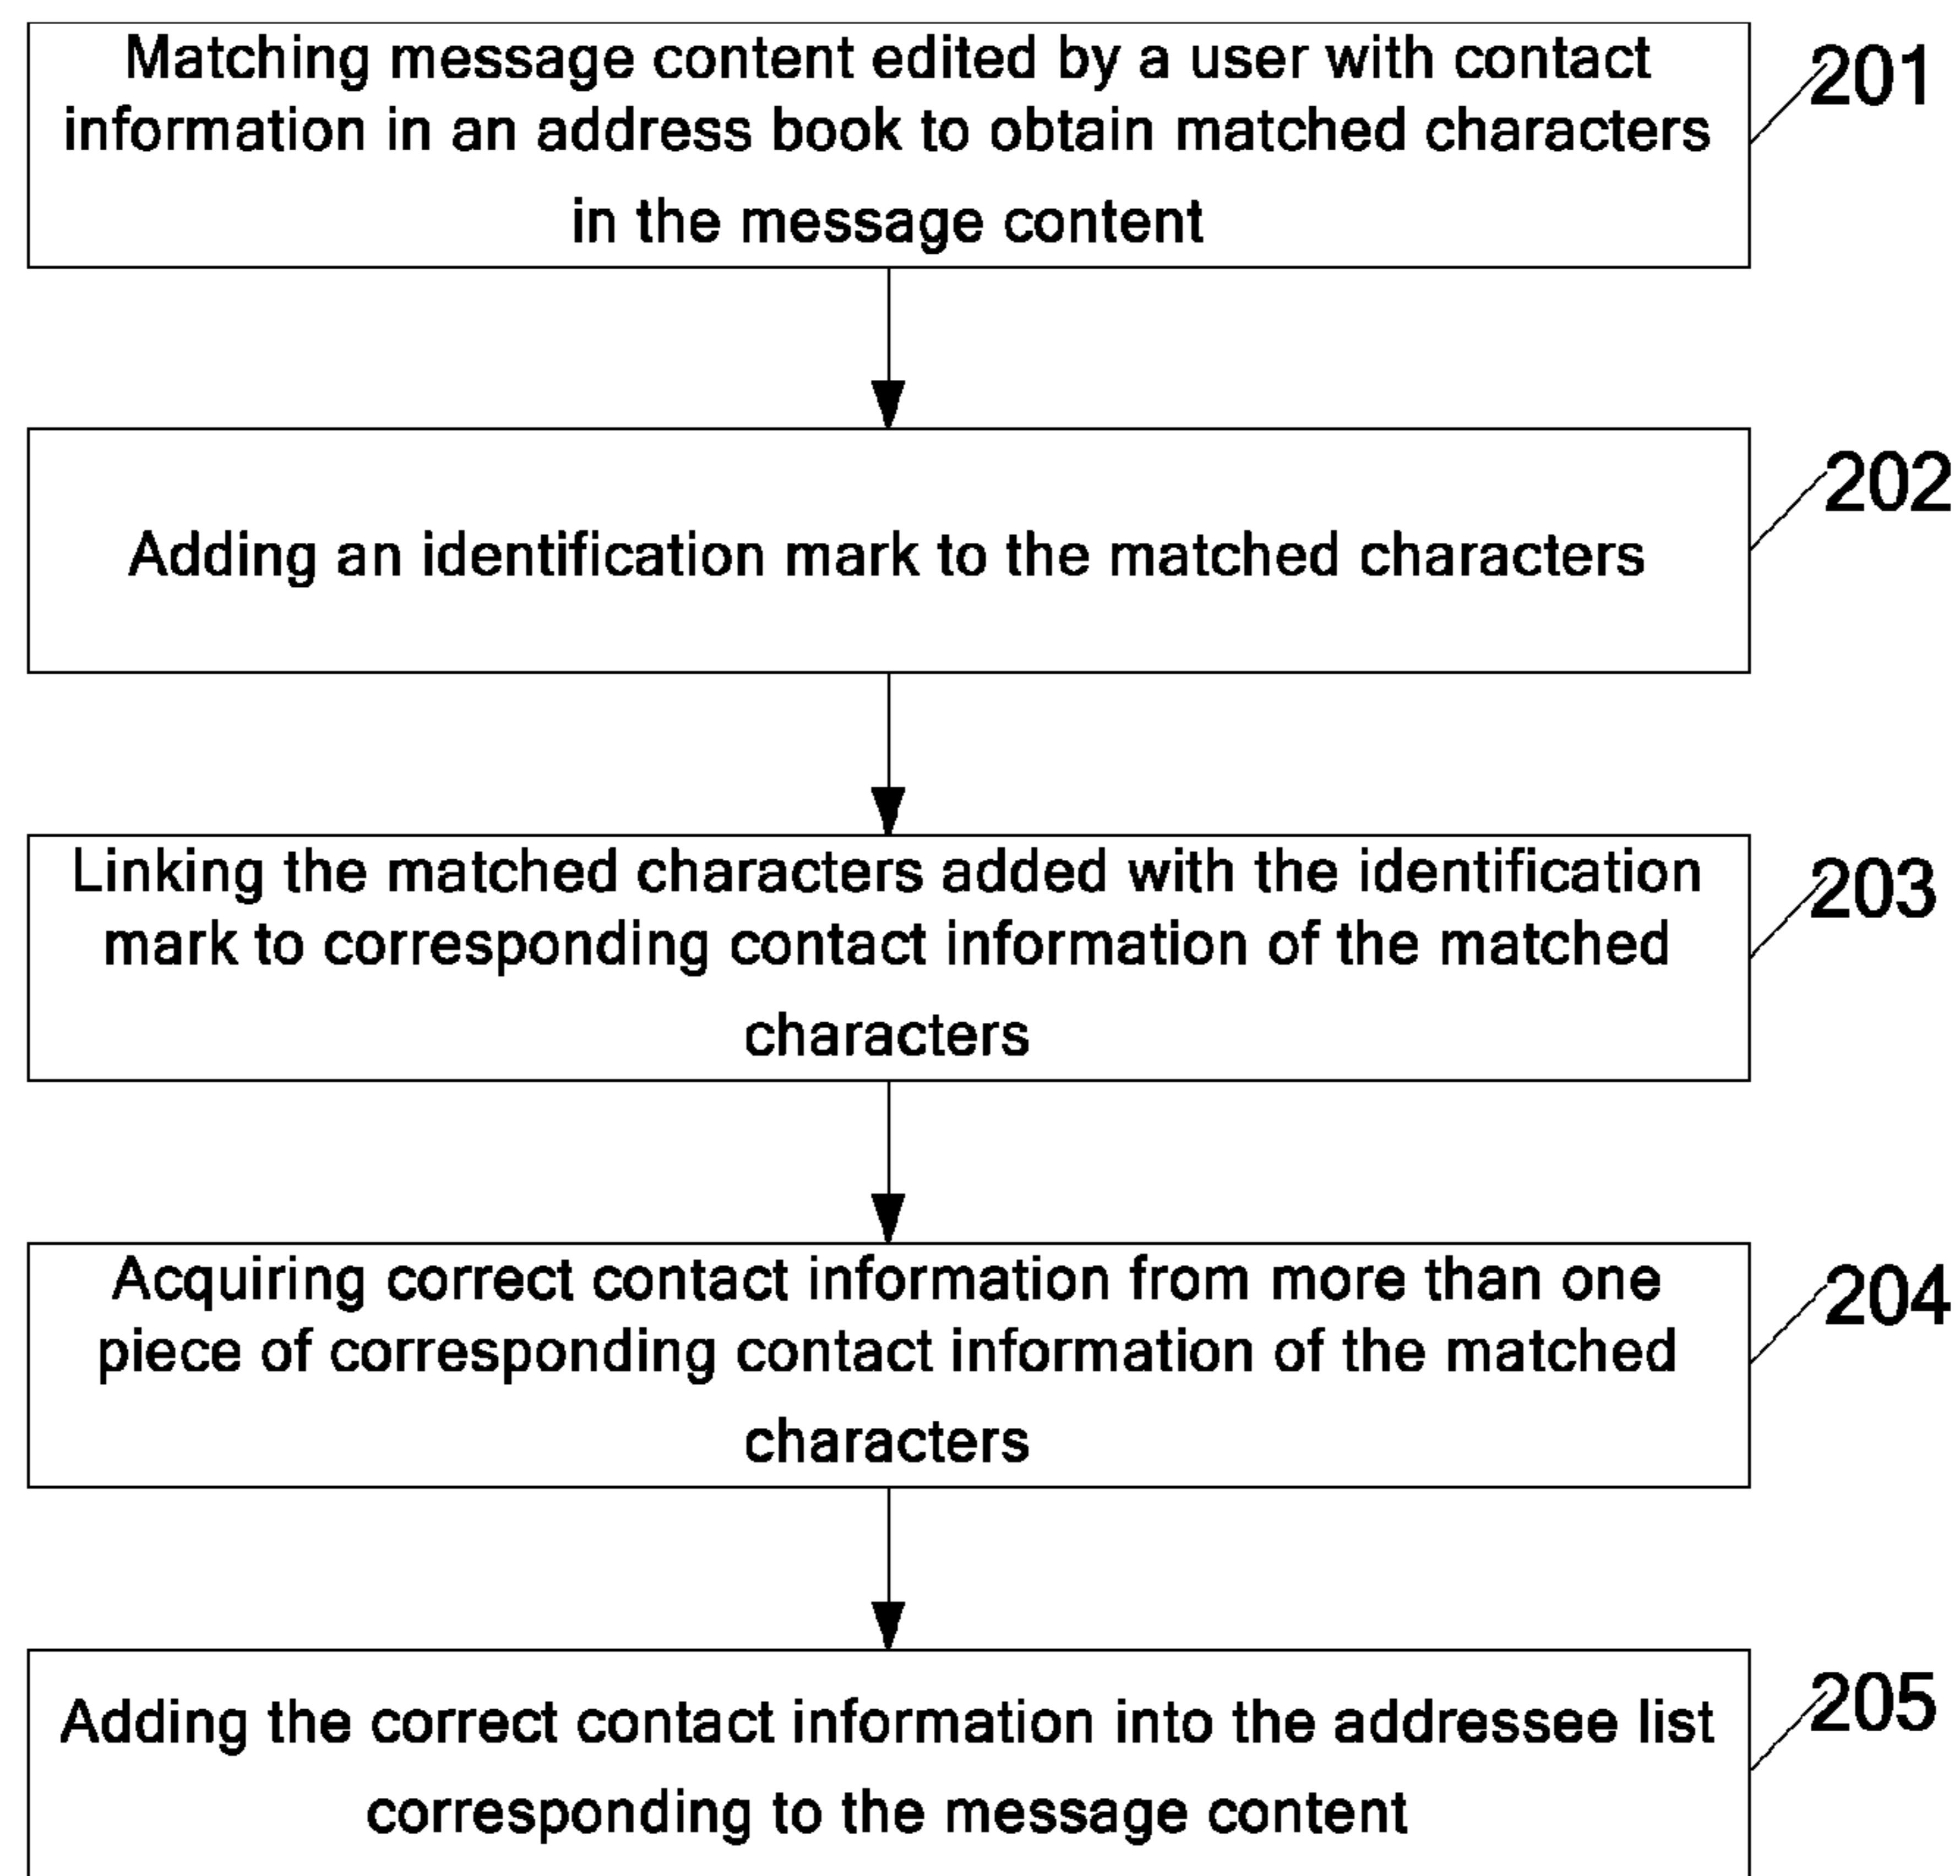 Matching message content edited by a user with contact
information in an address book to obtain matched characters
in the message content
201
Adding an identification mark to the matched characters
202
Linking the matched characters added with the identification
mark to corresponding contact information of the matched
characters
203
Acquiring correct contact information from more than one
piece of corresponding contact information of the matched
characters
204
Adding the correct contact information into the addressee list
corresponding to the message content
205